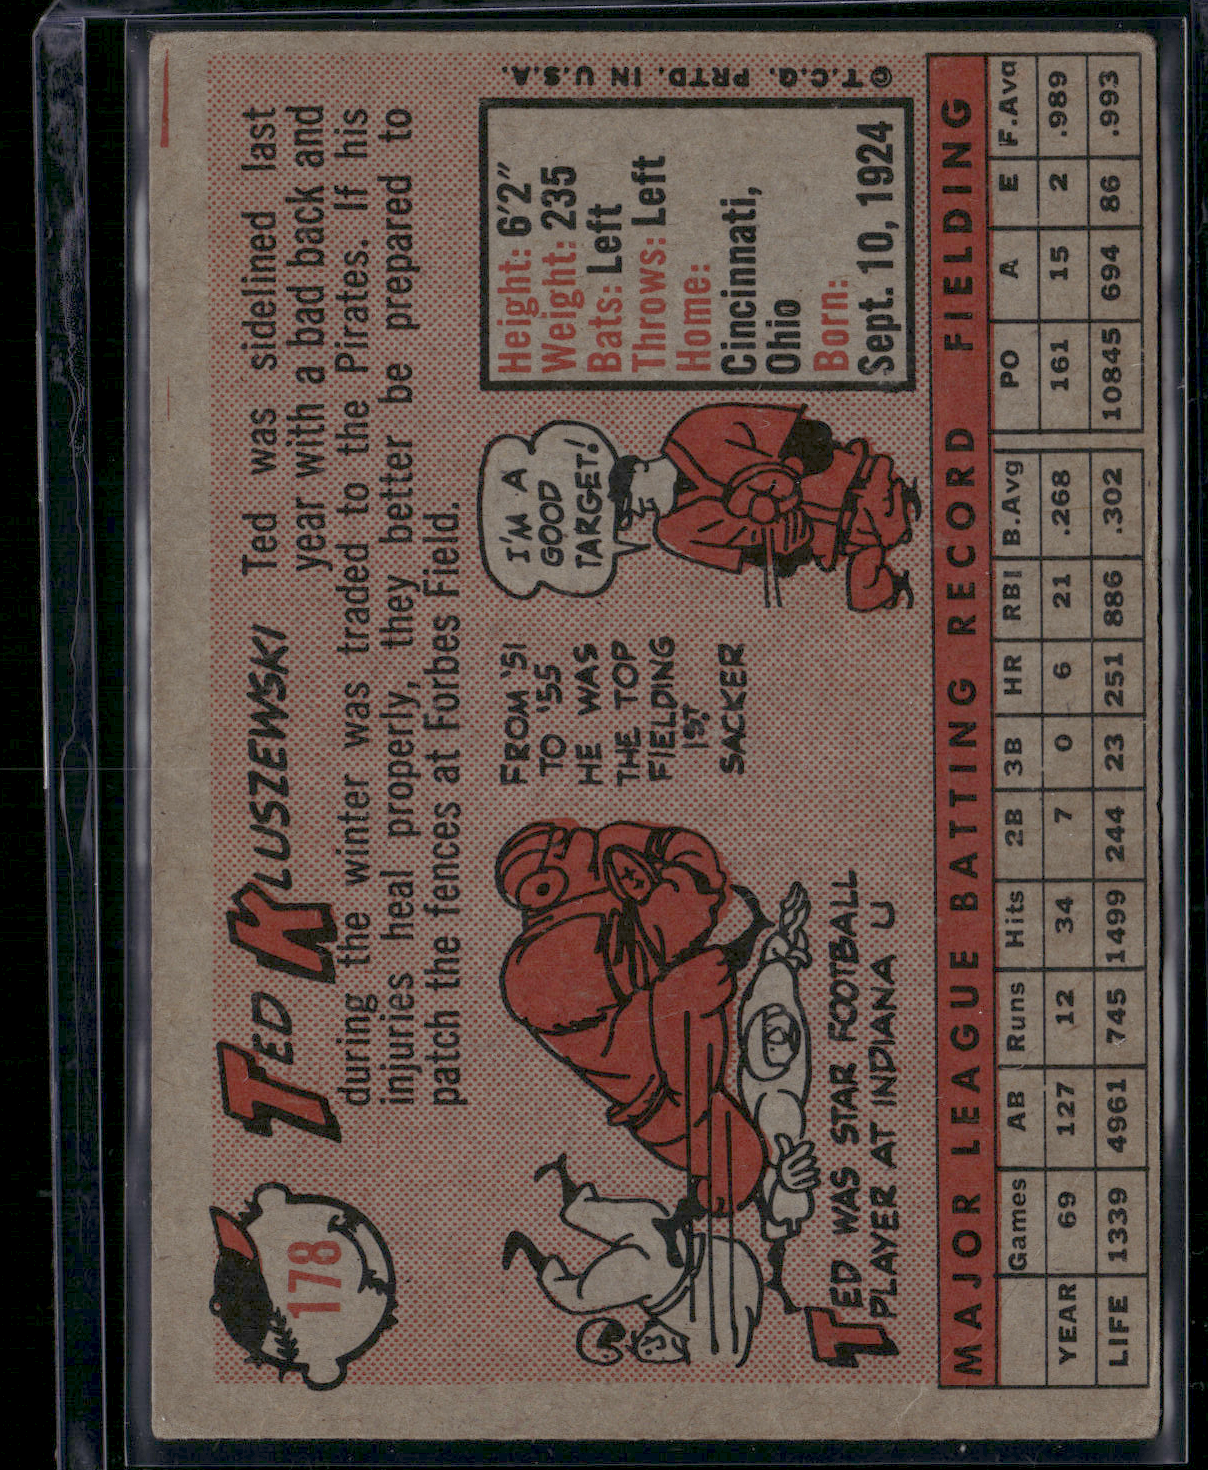 178
TED KLUSZEWSKI
Ted was sidelined last
year with a bad back and
during the winter was traded to the Pirates. If his
injuries heal properly, they better be prepared to
patch the fences at Forbes Field.
TED WAS STAR FOOTBALL
PLAYER AT INDIANA U
FROM '51
TO '55
HE WAS
THE TOP
FIELDING
1ST
SACKER
I'M A
GOOD
TARGET!
Height: 6'2"
Weight: 235
Bats: Left
Throws: Left
Home:
Cincinnati,
Ohio
Born:
Sept. 10, 1924
© T.C.G. PRTD. IN U.S.A.
MAJOR LEAGUE BATTING RECORD FIELDING
Games AB Runs Hits 2B 3B HR RBI B.Avg PO A E F.Avg
YEAR 69 127 12 34 7 0 6 21 .268 161 15 2 .989
LIFE 1339 4961 745 1499 244 23 251 886 .302 10845 694 86 .993